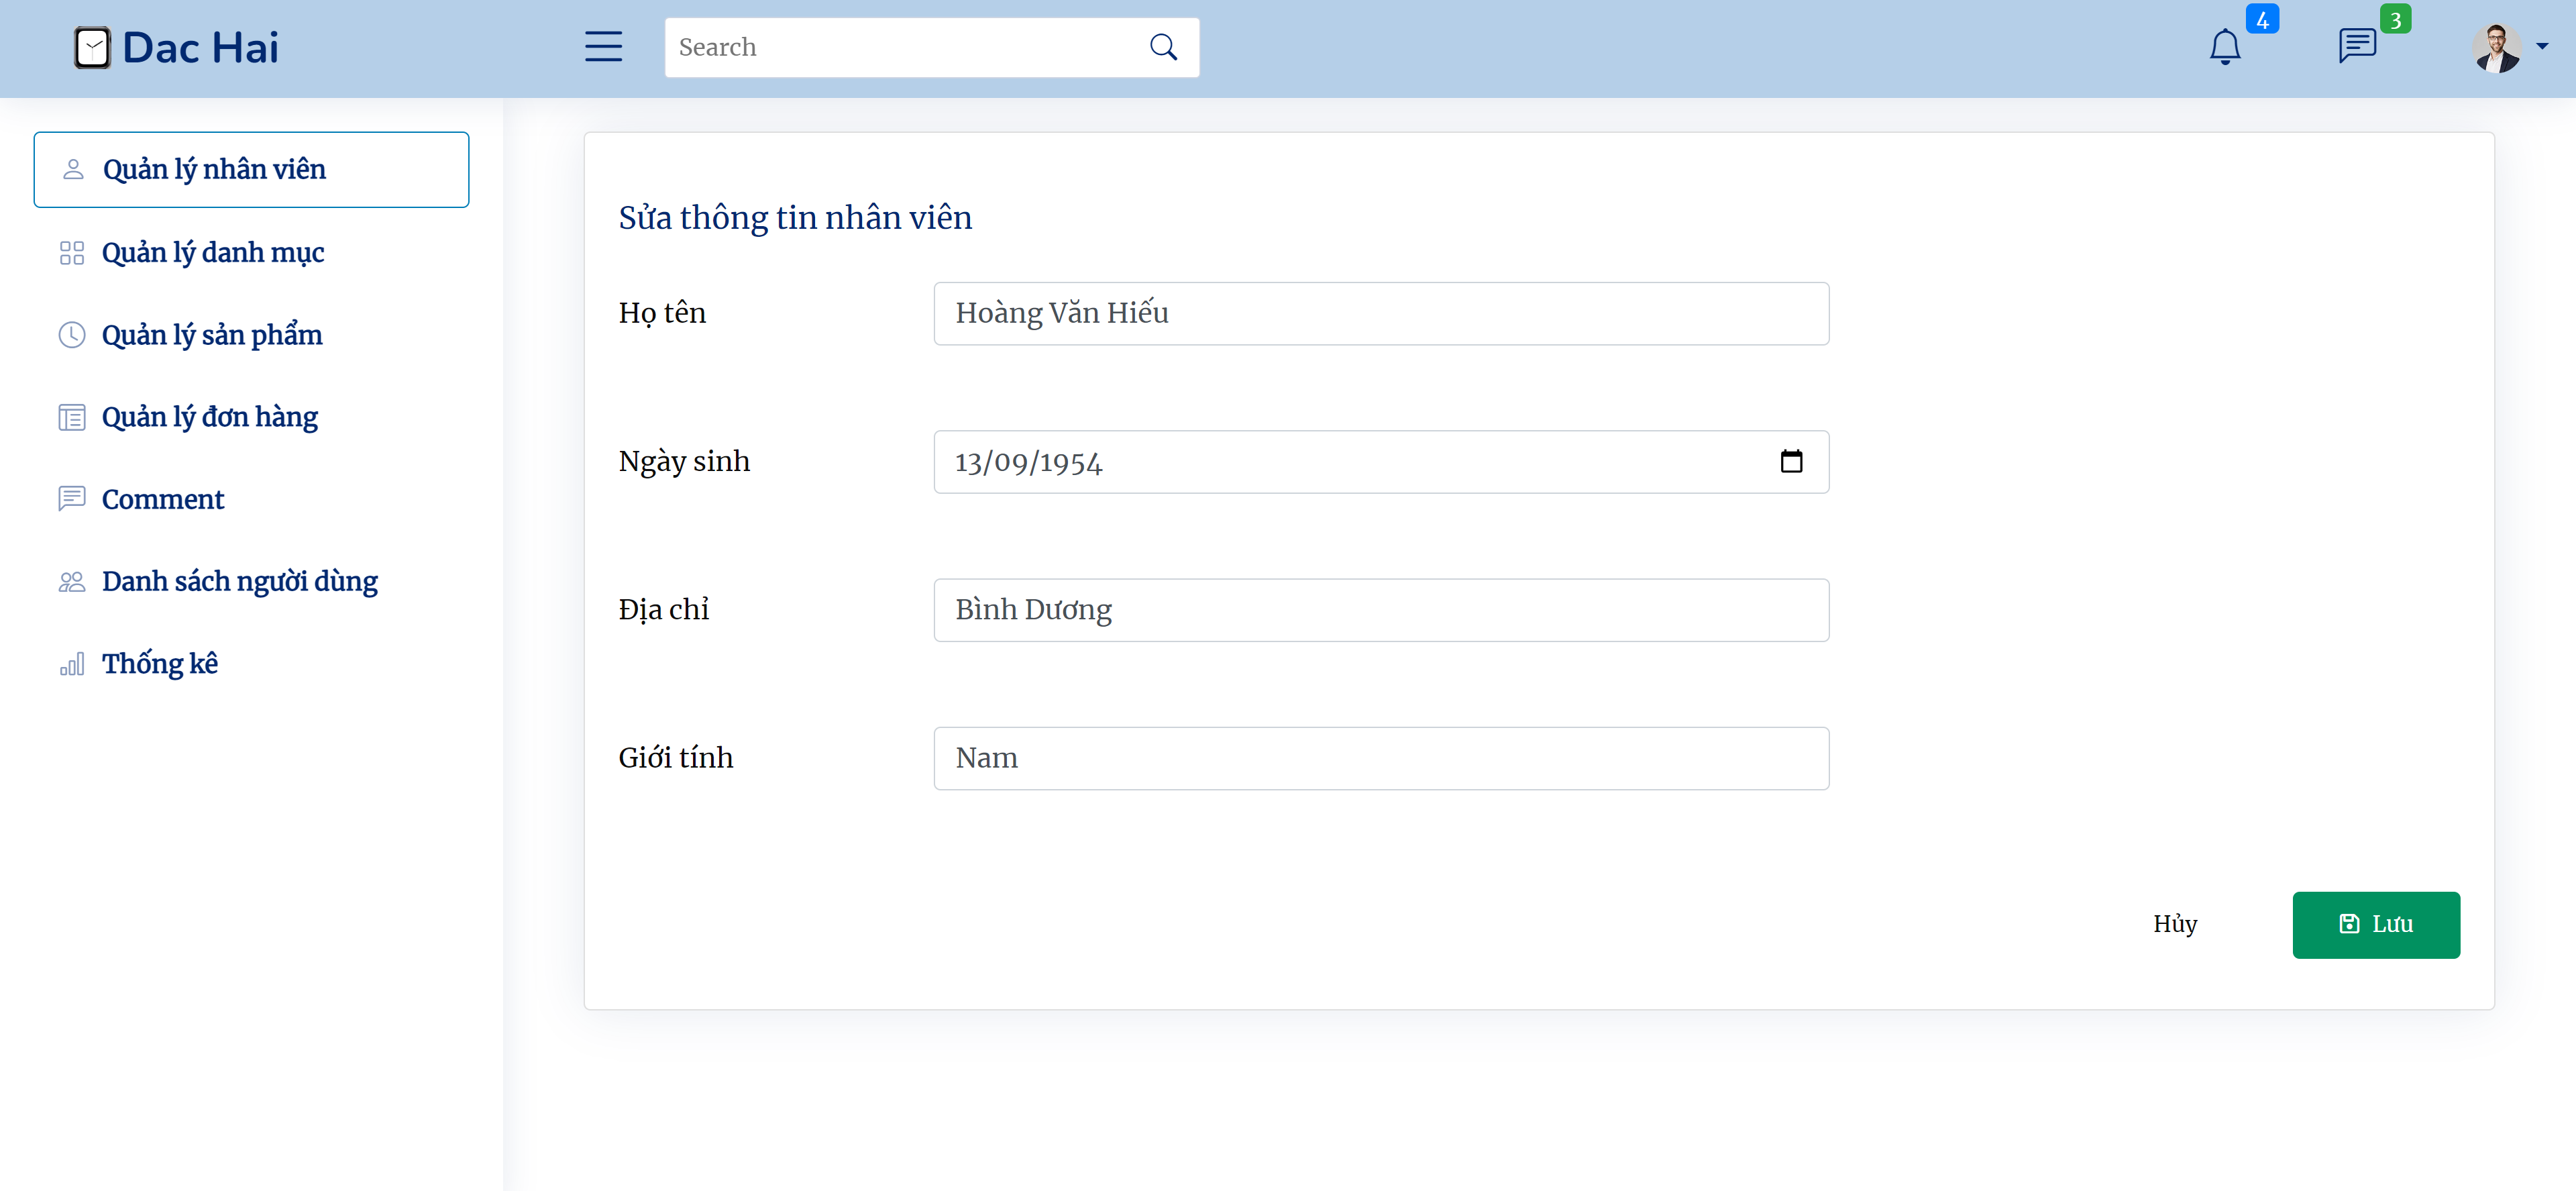 Dac Hai
Search
4
3
Quản lý nhân viên
Quản lý danh mục
Quản lý sản phẩm
Quản lý đơn hàng
Comment
Danh sách người dùng
Thống kê
Sửa thông tin nhân viên
Họ tên
Hoàng Văn Hiếu
Ngày sinh
13/09/1954
Địa chỉ
Bình Dương
Giới tính
Nam
Hủy
Lưu